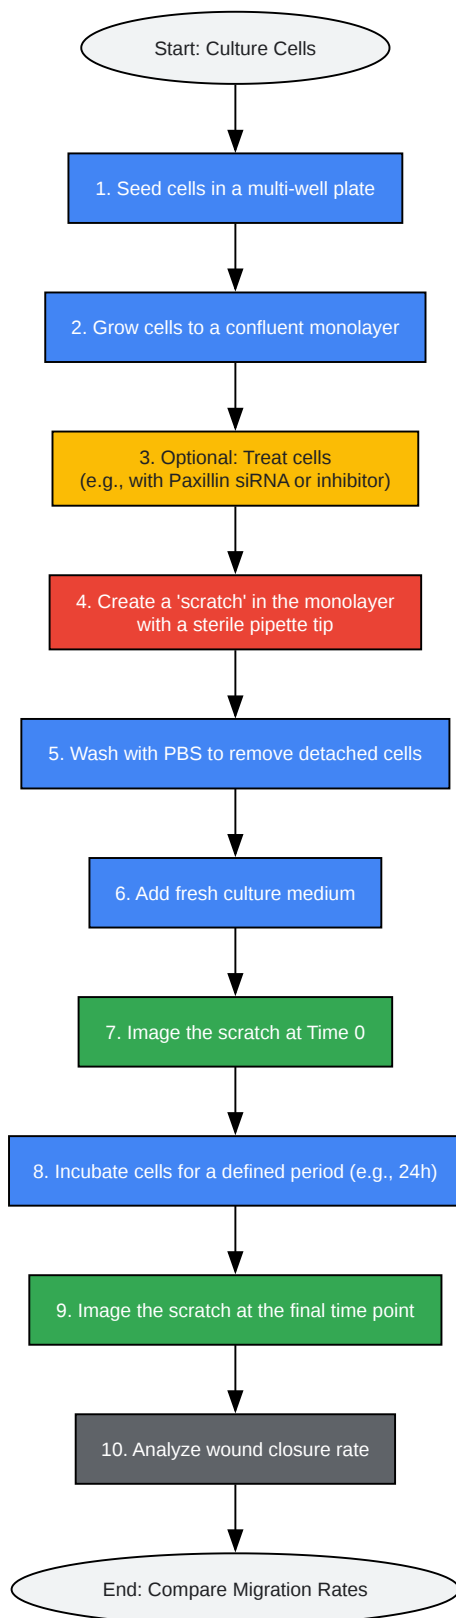 Start: Culture Cells
1. Seed cells in a multi-well plate
2. Grow cells to a confluent monolayer
3. Optional: Treat cells
(e.g., with Paxillin siRNA or inhibitor)
4. Create a 'scratch' in the monolayer
with a sterile pipette tip
5. Wash with PBS to remove detached cells
6. Add fresh culture medium
7. Image the scratch at Time 0
8. Incubate cells for a defined period (e.g., 24h)
9. Image the scratch at the final time point
10. Analyze wound closure rate
End: Compare Migration Rates